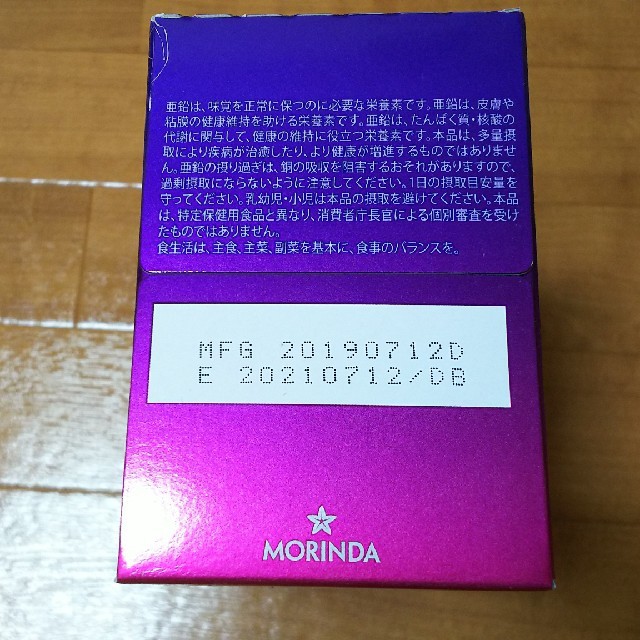 亜鉛は、味覚を正常に保つのに必要な栄養素です。亜鉛は、皮膚や
粘膜の健康維持を助ける栄養素です。亜鉛は、たんぱく質・核酸の
代謝に関与して、健康の維持に役立つ栄養素です。本品は、多量摂
取により疾病が治癒したり、より健康が増進するものではありませ
ん。亜鉛の摂り過ぎは、銅の吸収を阻害するおそれがありますので、
過剰摂取にならないように注意してください。1日の摂取目安量を
守ってください。乳幼児・小児は本品の摂取を避けてください。本品
は、特定保健用食品と異なり、消費者庁長官による個別審査を受け
たものではありません。
食生活は、主食、主菜、副菜を基本に、食事のバランスを。
MFG 20190712D
E 20210712/DB
MORINDA